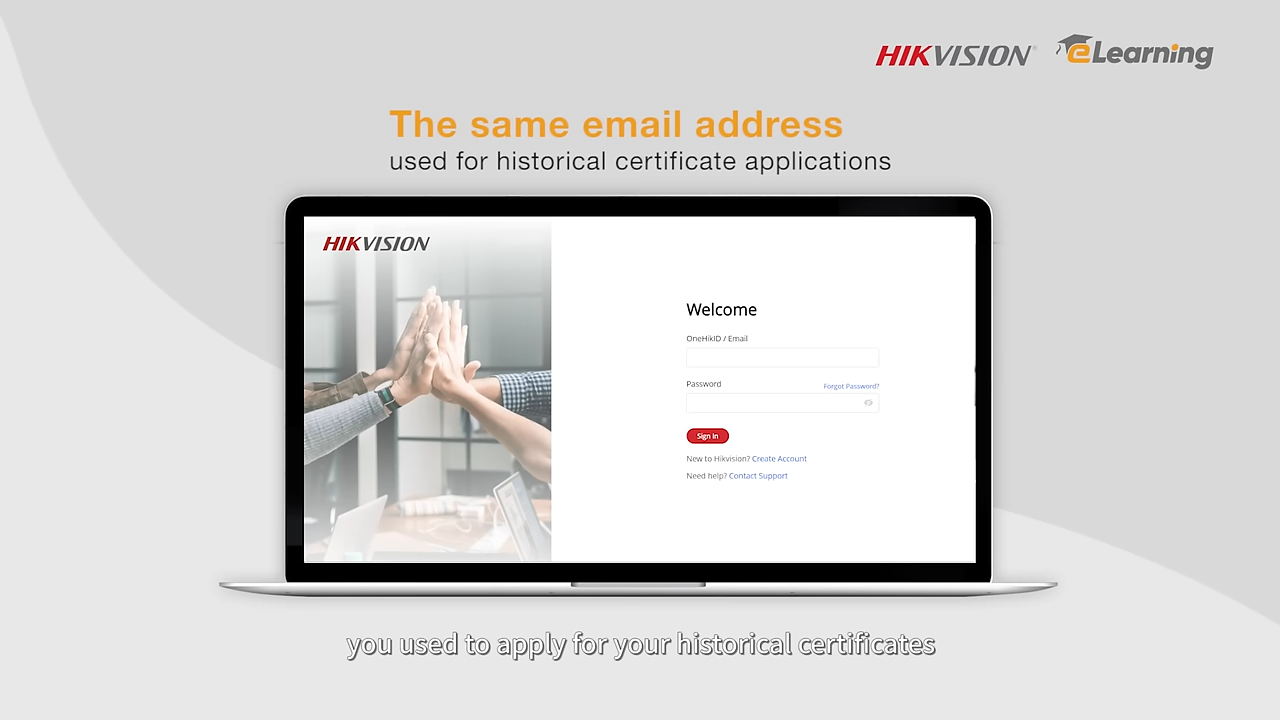 HIKVISION eLearning
The same email address
used for historical certificate applications
HIKVISION
Welcome
OneHikID / Email
Password
Forgot Password?
Sign in
New to Hikvision? Create Account
Need help? Contact Support
you used to apply for your historical certificates